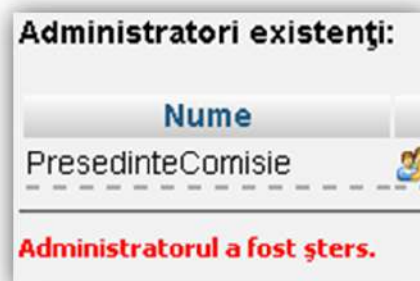 Administratori existenţi:
Nume
PresedinteComisie
Administratorul a fost şters.